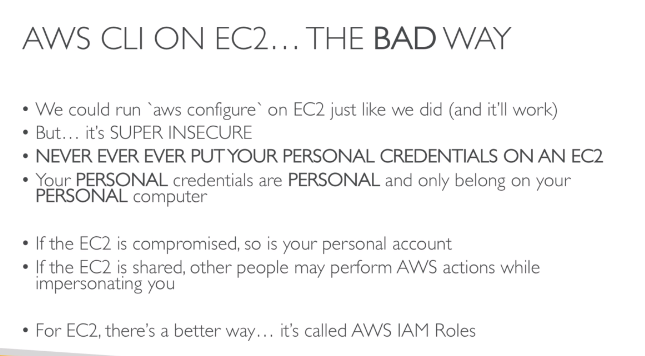 AWS CLI ON EC2... THE BAD WAY
• We could run `aws configure` on EC2 just like we did (and it'll work)
• But... it's SUPER INSECURE
• NEVER EVER EVER PUT YOUR PERSONAL CREDENTIALS ON AN EC2
• Your PERSONAL credentials are PERSONAL and only belong on your
PERSONAL computer
• If the EC2 is compromised, so is your personal account
• If the EC2 is shared, other people may perform AWS actions while
impersonating you
• For EC2, there's a better way... it's called AWS IAM Roles